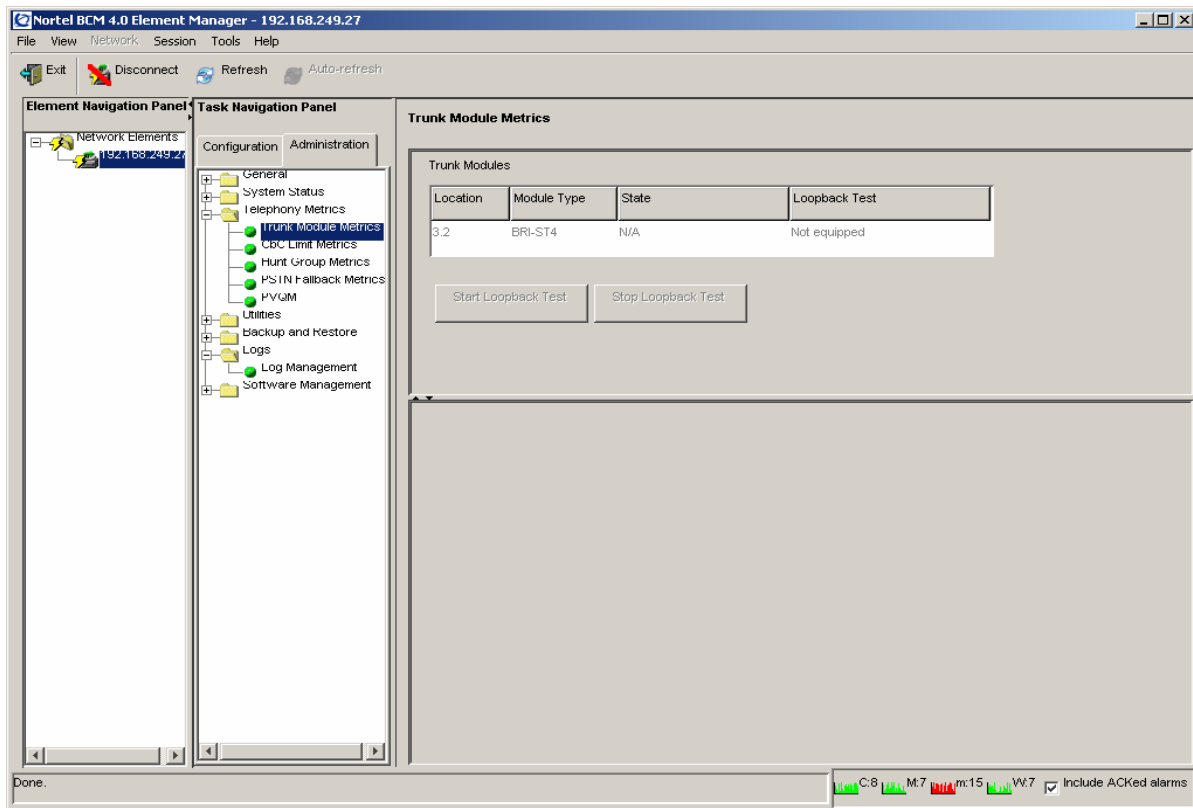 Nortel BCM 4.0 Element Manager - 192.168.249.27
File View Network Session Tools Help
Exit Disconnect Refresh Auto-refresh
Element Navigation Panel
Network Elements
192.168.249.27
Task Navigation Panel
Configuration Administration
General
System Status
Telephony Metrics
Trunk Module Metrics
CbC Limit Metrics
Hunt Group Metrics
PSTN Fallback Metrics
PVQM
Utilities
Backup and Restore
Logs
Log Management
Software Management
Trunk Module Metrics
Trunk Modules
Location Module Type State Loopback Test
3.2 BRI-ST4 N/A Not equipped
Start Loopback Test Stop Loopback Test
Done.
C:8 M:7 m:15 W:7 Include ACKed alarms